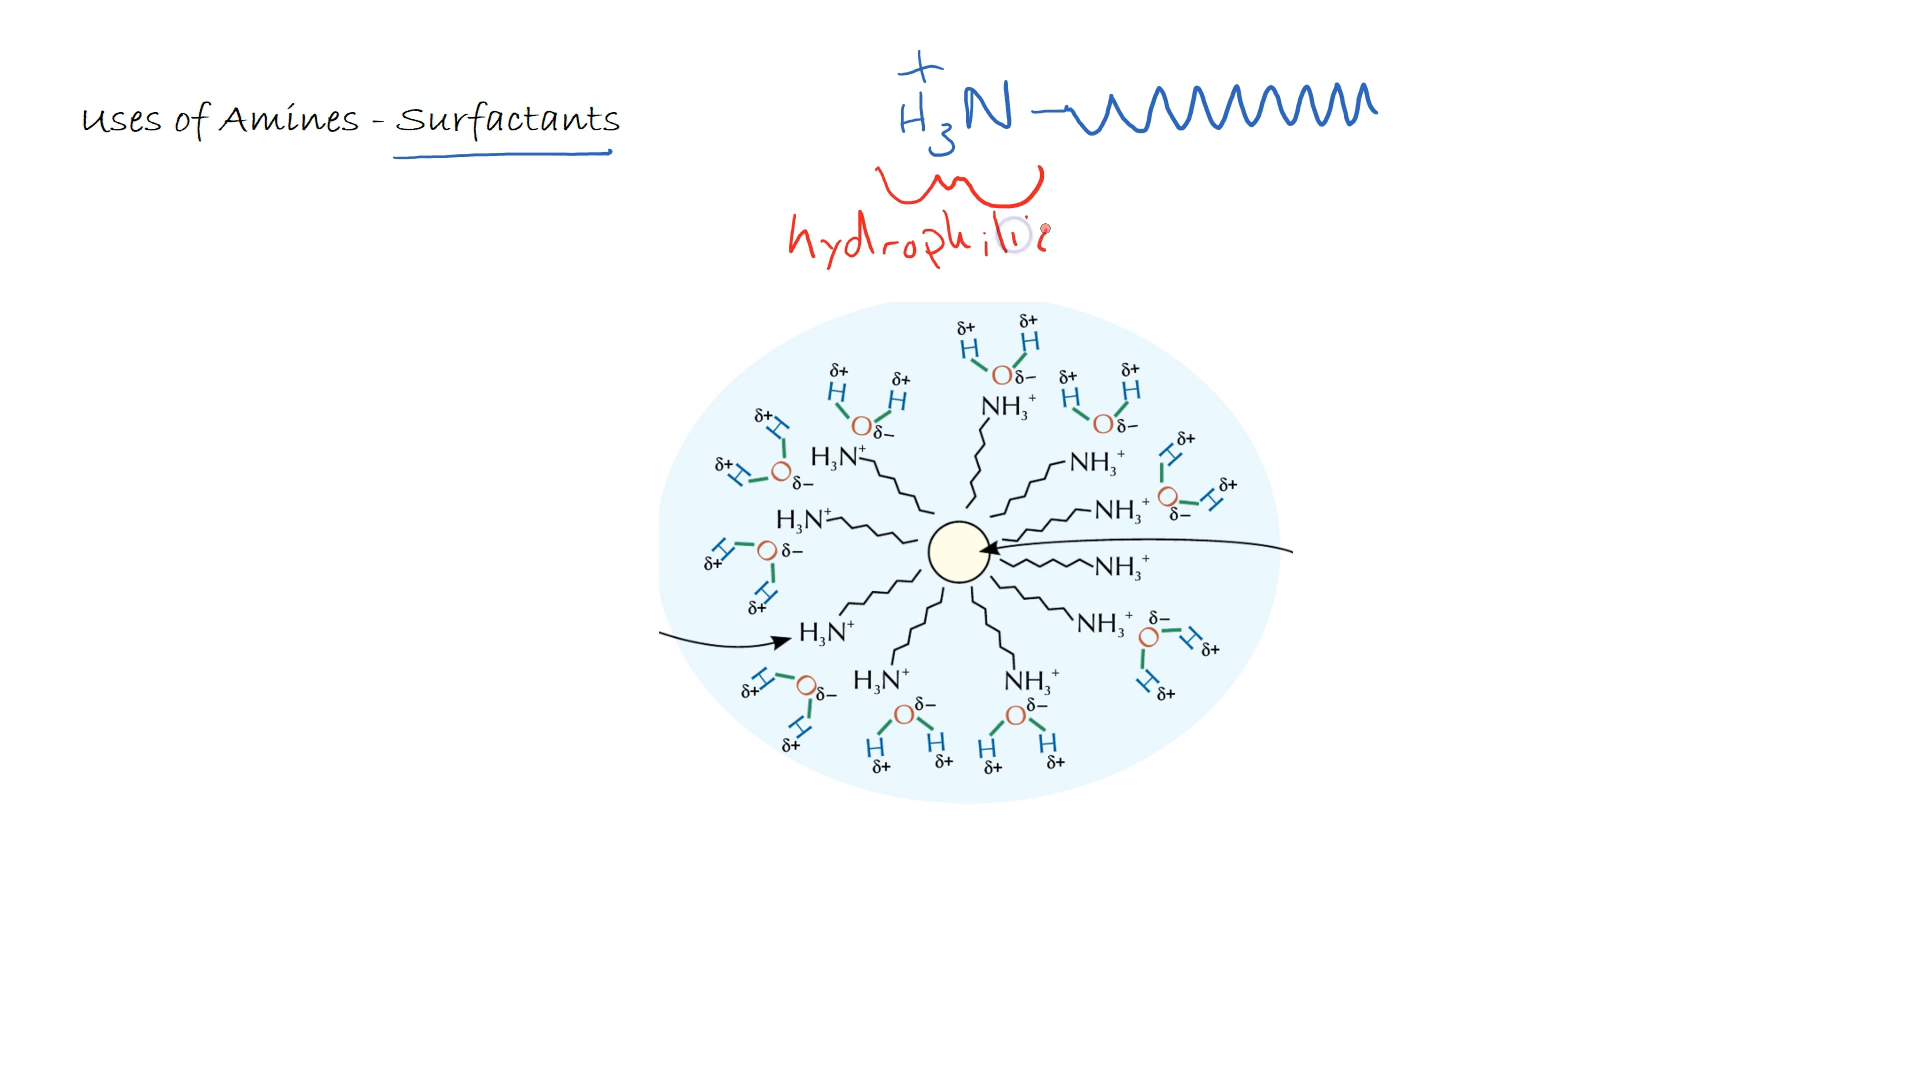 Uses of Amines - Surfactants
+
H₃N
hydrophilic
δ+ δ+
H H
O δ−
δ+ δ+
H H
O δ−
δ+ δ+
H H
O δ−
NH₃⁺
δ+ H
δ+ H O δ−
H₃N⁺
NH₃⁺
δ+
H
O H δ+
δ−
H₃N⁺
NH₃⁺
H O δ−
δ+
H
δ+
NH₃⁺
H₃N⁺
NH₃⁺
δ−
O H δ+
H δ+
H O δ−
δ+
H
δ+
H₃N⁺
NH₃⁺
O δ−
H H
δ+ δ+
O δ−
H H
δ+ δ+